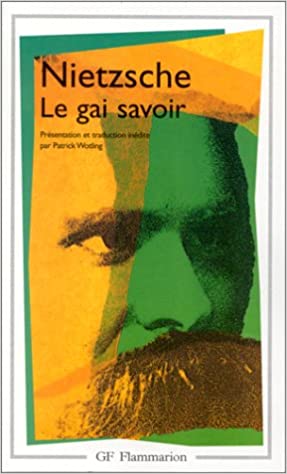 Nietzsche
Le gai savoir
Présentation et traduction inédite
par Patrick Wotling
GF Flammarion